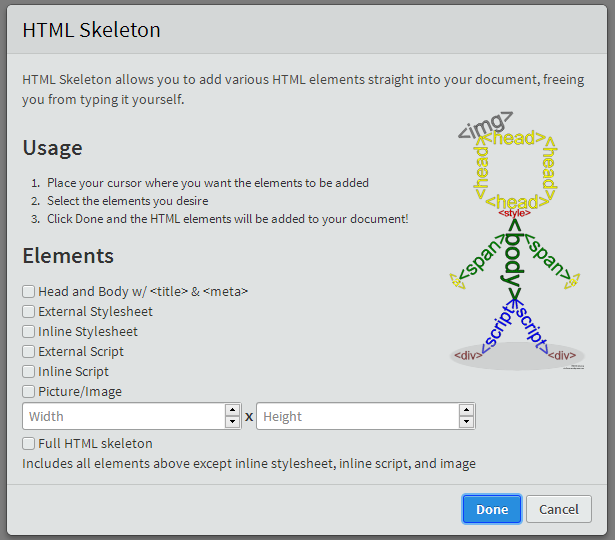 HTML Skeleton
HTML Skeleton allows you to add various HTML elements straight into your document, freeing
you from typing it yourself.
Usage
1. Place your cursor where you want the elements to be added
2. Select the elements you desire
3. Click Done and the HTML elements will be added to your document!
<img>
<head>
<head>
<head>
<head>
<style>
<body>
<span>
<span>
<script>
<script>
<div>
<div>
Elements
Head and Body w/ <title> & <meta>
External Stylesheet
Inline Stylesheet
External Script
Inline Script
Picture/Image
Width x Height
Full HTML skeleton
Includes all elements above except inline stylesheet, inline script, and image
Done Cancel